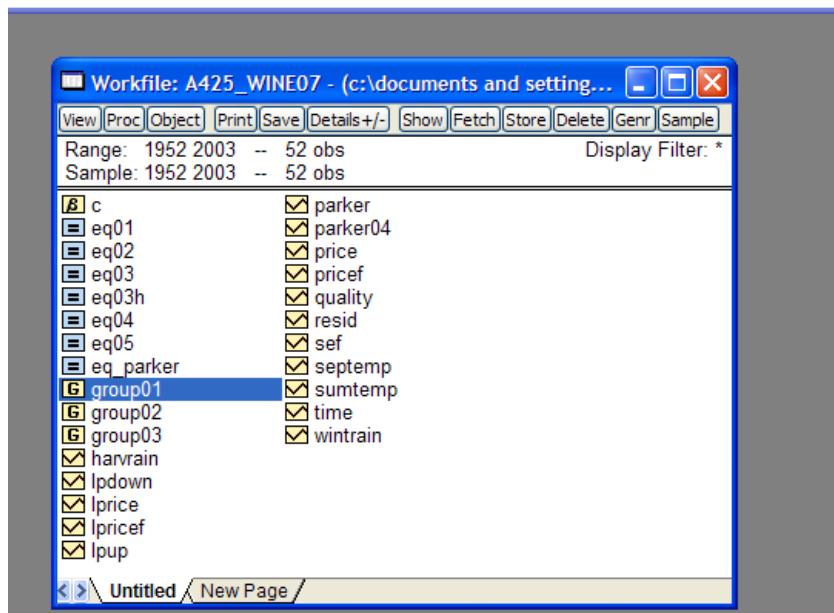 Workfile: A425_WINE07 - (c:\documents and setting...
View Proc Object Print Save Details+/- Show Fetch Store Delete Genr Sample
Range: 1952 2003 -- 52 obs Display Filter: *
Sample: 1952 2003 -- 52 obs
c
eq01
eq02
eq03
eq03h
eq04
eq05
eq_parker
group01
group02
group03
harvrain
lpdown
lprice
lpricef
lpup
parker
parker04
price
pricef
quality
resid
sef
septemp
sumtemp
time
wintrain
Untitled New Page